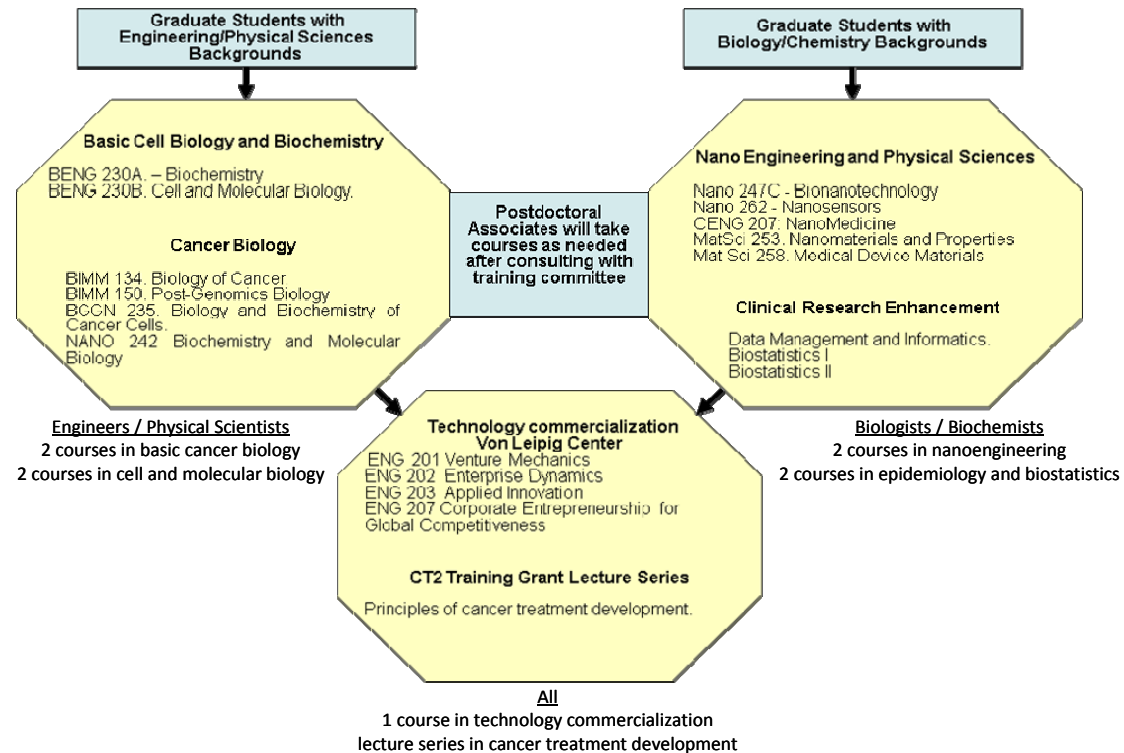 Graduate Students with
Engineering/Physical Sciences
Backgrounds
Graduate Students with
Biology/Chemistry Backgrounds
Basic Cell Biology and Biochemistry
BENG 230A. – Biochemistry
BENG 230B. Cell and Molecular Biology.
Cancer Biology
BIMM 134. Biology of Cancer
BIMM 150. Post-Genomics Biology
BGGN 235. Biology and Biochemistry of
Cancer Cells.
NANO 242 Biochemistry and Molecular
Biology
Postdoctoral
Associates will take
courses as needed
after consulting with
training committee
Nano Engineering and Physical Sciences
Nano 247C - Bionanotechnology
Nano 262 - Nanosensors
CENG 207: NanoMedicine
MatSci 253. Nanomaterials and Properties
Mat Sci 258. Medical Device Materials
Clinical Research Enhancement
Data Management and Informatics.
Biostatistics I
Biostatistics II
Engineers / Physical Scientists
2 courses in basic cancer biology
2 courses in cell and molecular biology
Biologists / Biochemists
2 courses in nanoengineering
2 courses in epidemiology and biostatistics
Technology commercialization
Von Leipig Center
ENG 201 Venture Mechanics
ENG 202 Enterprise Dynamics
ENG 203 Applied Innovation
ENG 207 Corporate Entrepreneurship for
Global Competitiveness
CT2 Training Grant Lecture Series
Principles of cancer treatment development.
All
1 course in technology commercialization
lecture series in cancer treatment development